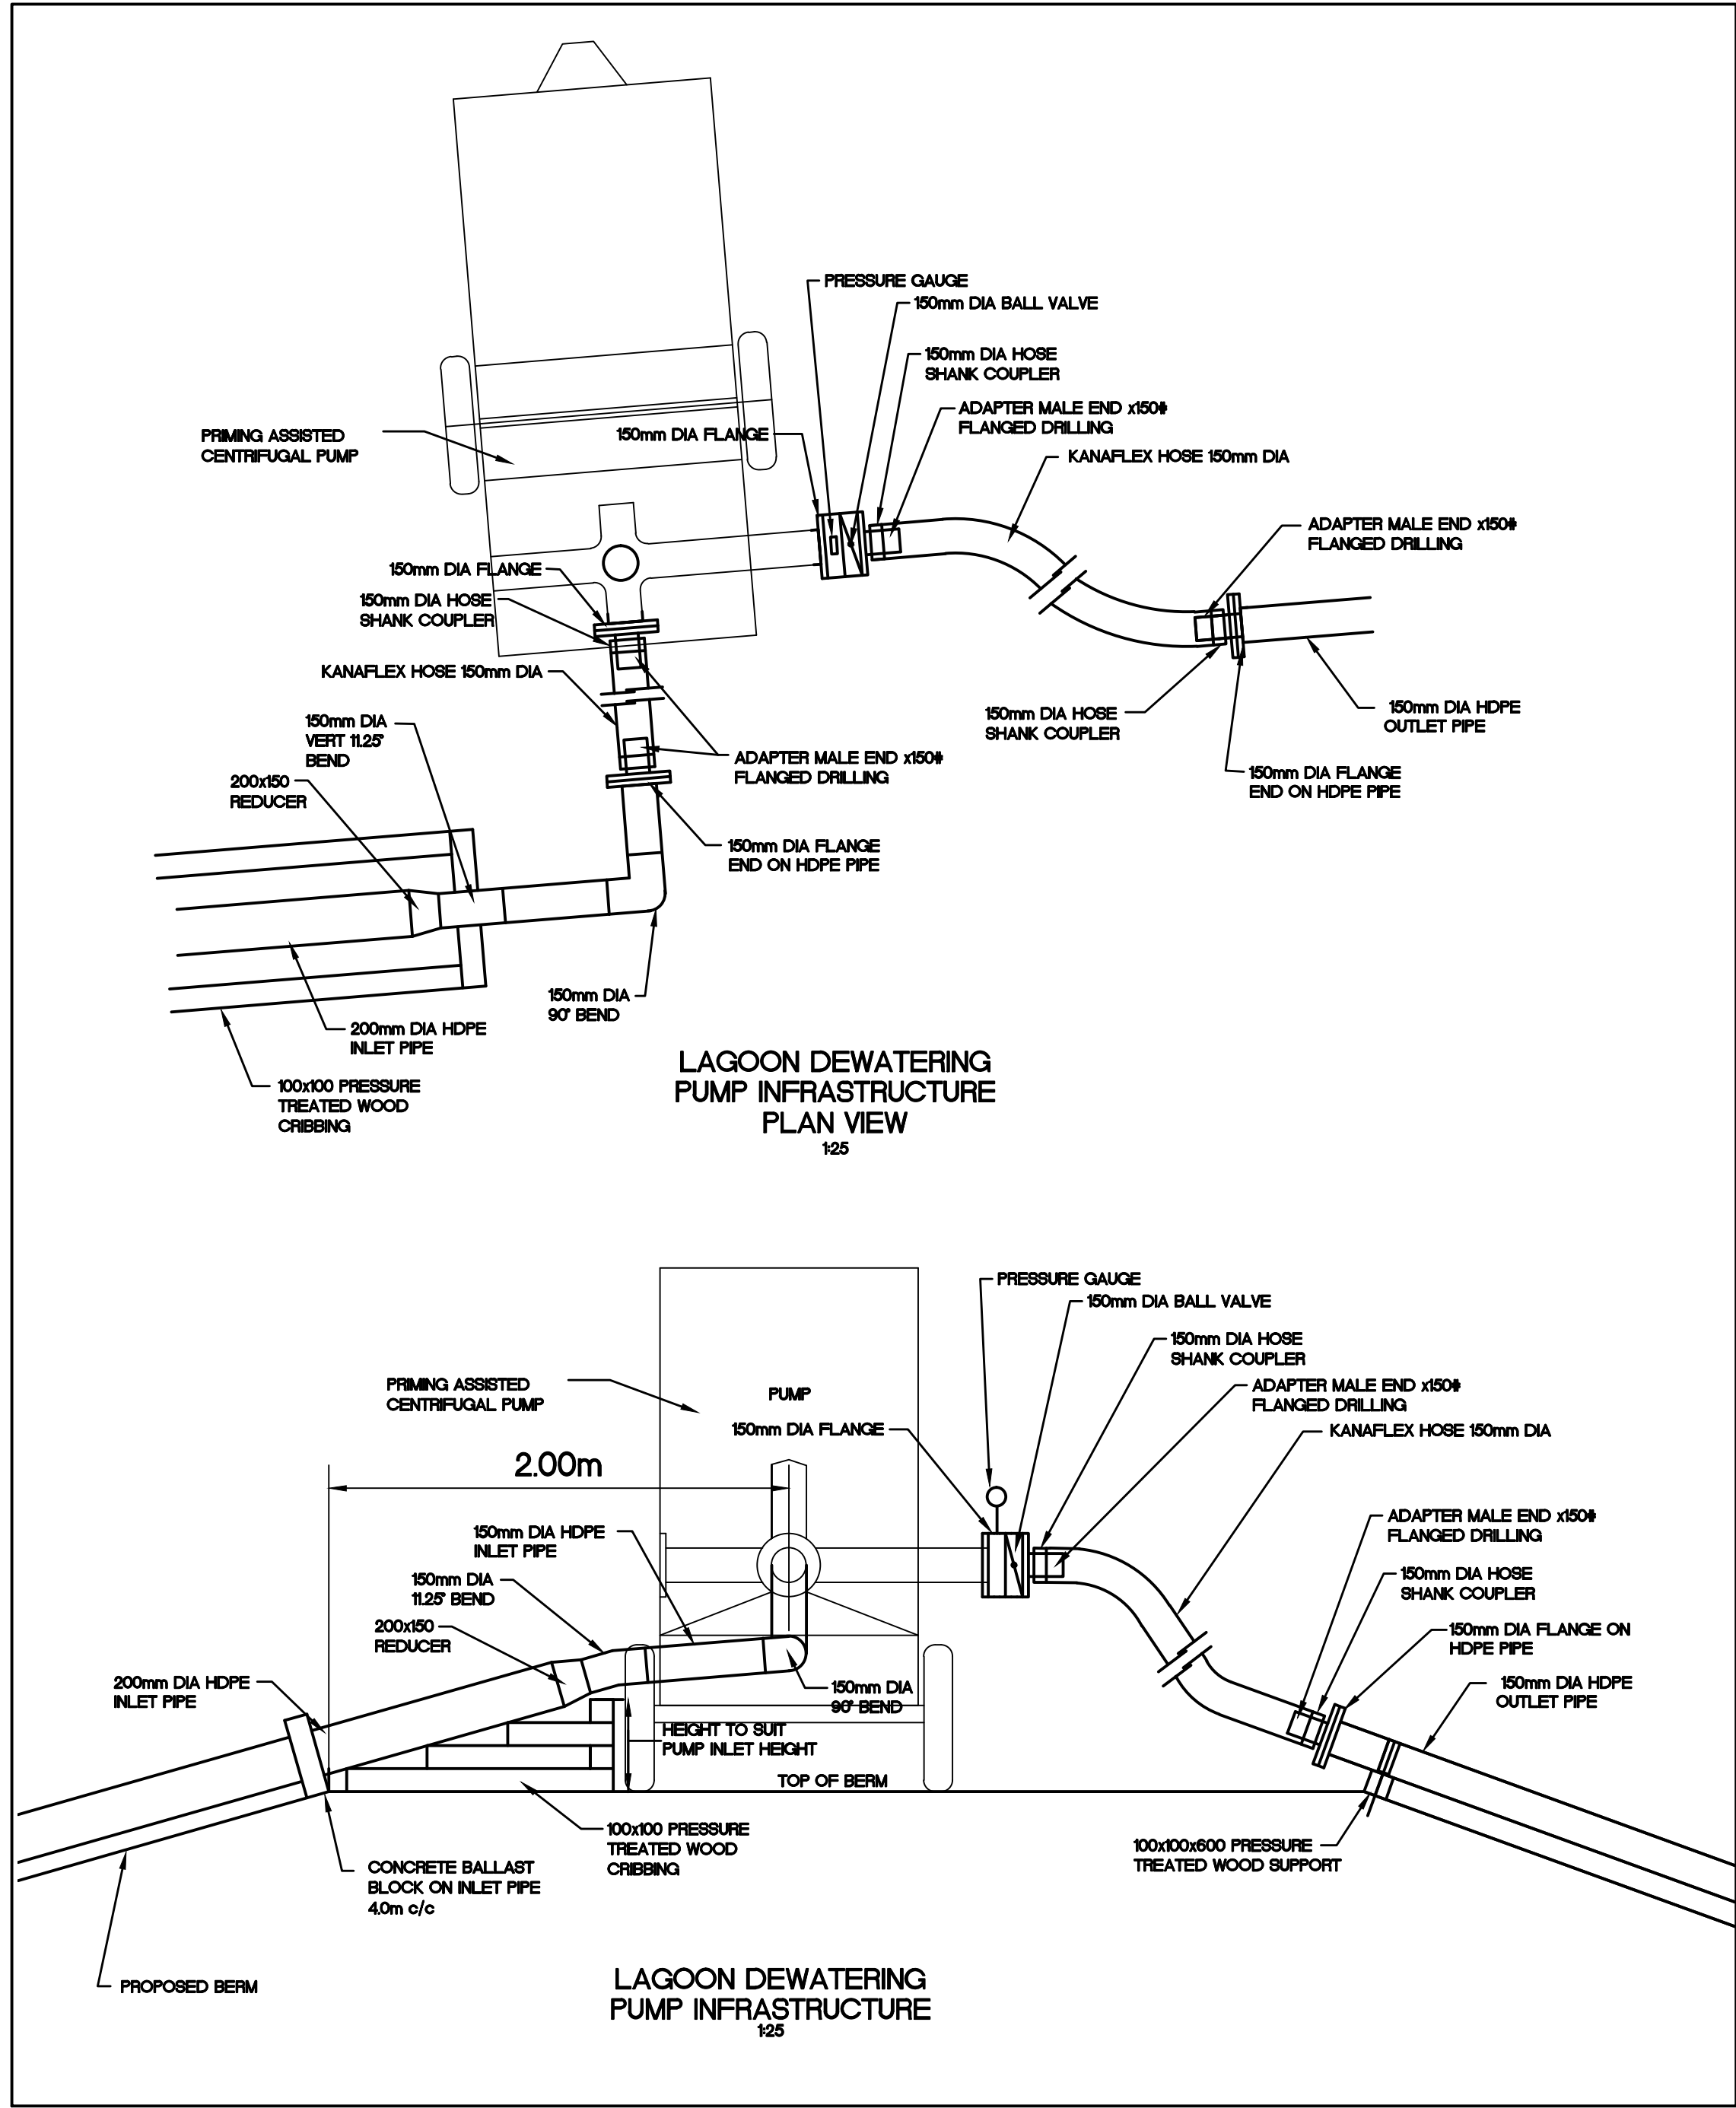 PRESSURE GAUGE
150mm DIA BALL VALVE
150mm DIA HOSE
SHANK COUPLER
ADAPTER MALE END x150#
FLANGED DRILLING
150mm DIA FLANGE
PRIMING ASSISTED
CENTRIFUGAL PUMP
KANAFLEX HOSE 150mm DIA
ADAPTER MALE END x150#
FLANGED DRILLING
150mm DIA FLANGE
150mm DIA HOSE
SHANK COUPLER
KANAFLEX HOSE 150mm DIA
150mm DIA HOSE
SHANK COUPLER
150mm DIA HDPE
OUTLET PIPE
150mm DIA
VERT 11.25°
BEND
ADAPTER MALE END x150#
FLANGED DRILLING
150mm DIA FLANGE
END ON HDPE PIPE
200x150
REDUCER
150mm DIA FLANGE
END ON HDPE PIPE
150mm DIA
90° BEND
200mm DIA HDPE
INLET PIPE
100x100 PRESSURE
TREATED WOOD
CRIBBING
LAGOON DEWATERING
PUMP INFRASTRUCTURE
PLAN VIEW
1:25
PRESSURE GAUGE
150mm DIA BALL VALVE
150mm DIA HOSE
SHANK COUPLER
PRIMING ASSISTED
CENTRIFUGAL PUMP
PUMP
ADAPTER MALE END x150#
FLANGED DRILLING
150mm DIA FLANGE
KANAFLEX HOSE 150mm DIA
2.00m
150mm DIA HDPE
INLET PIPE
ADAPTER MALE END x150#
FLANGED DRILLING
150mm DIA
11.25° BEND
150mm DIA HOSE
SHANK COUPLER
200x150
REDUCER
150mm DIA FLANGE ON
HDPE PIPE
200mm DIA HDPE
INLET PIPE
150mm DIA
90° BEND
150mm DIA HDPE
OUTLET PIPE
HEIGHT TO SUIT
PUMP INLET HEIGHT
TOP OF BERM
100x100 PRESSURE
TREATED WOOD
CRIBBING
100x100x600 PRESSURE
TREATED WOOD SUPPORT
CONCRETE BALLAST
BLOCK ON INLET PIPE
4.0m c/c
PROPOSED BERM
LAGOON DEWATERING
PUMP INFRASTRUCTURE
1:25